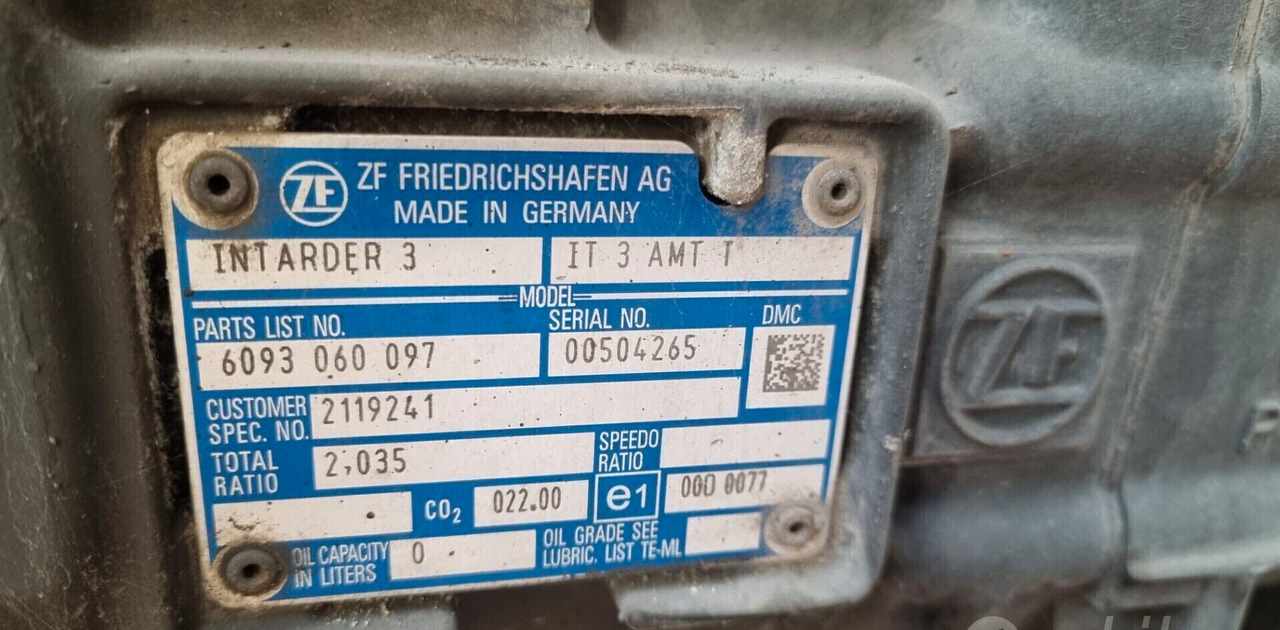 ZF
ZF FRIEDRICHSHAFEN AG
MADE IN GERMANY
INTARDER 3
IT 3 AMT T
MODEL
PARTS LIST NO.
SERIAL NO.
DMC
6093 060 097
00504265
CUSTOMER
SPEC. NO.
2119241
TOTAL
RATIO
2,035
SPEEDO
RATIO
CO2
022.00
e1
00D 0077
OIL CAPACITY
IN LITERS
0
OIL GRADE SEE
LUBRIC. LIST TE-ML
ZF